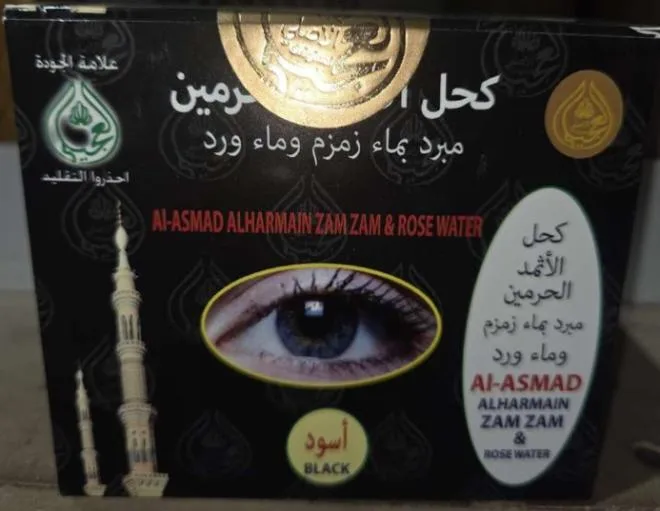 علامة الجودة
احذروا التقليد
كحل
مبرد بماء زمزم وماء ورد
Al-ASMAD ALHARMAIN ZAM ZAM & ROSE WATER
كحل
الأثمد
الحرمين
مبرد بماء زمزم
وماء ورد
Al-ASMAD
ALHARMAIN
ZAM ZAM
&
ROSE WATER
أسود
BLACK